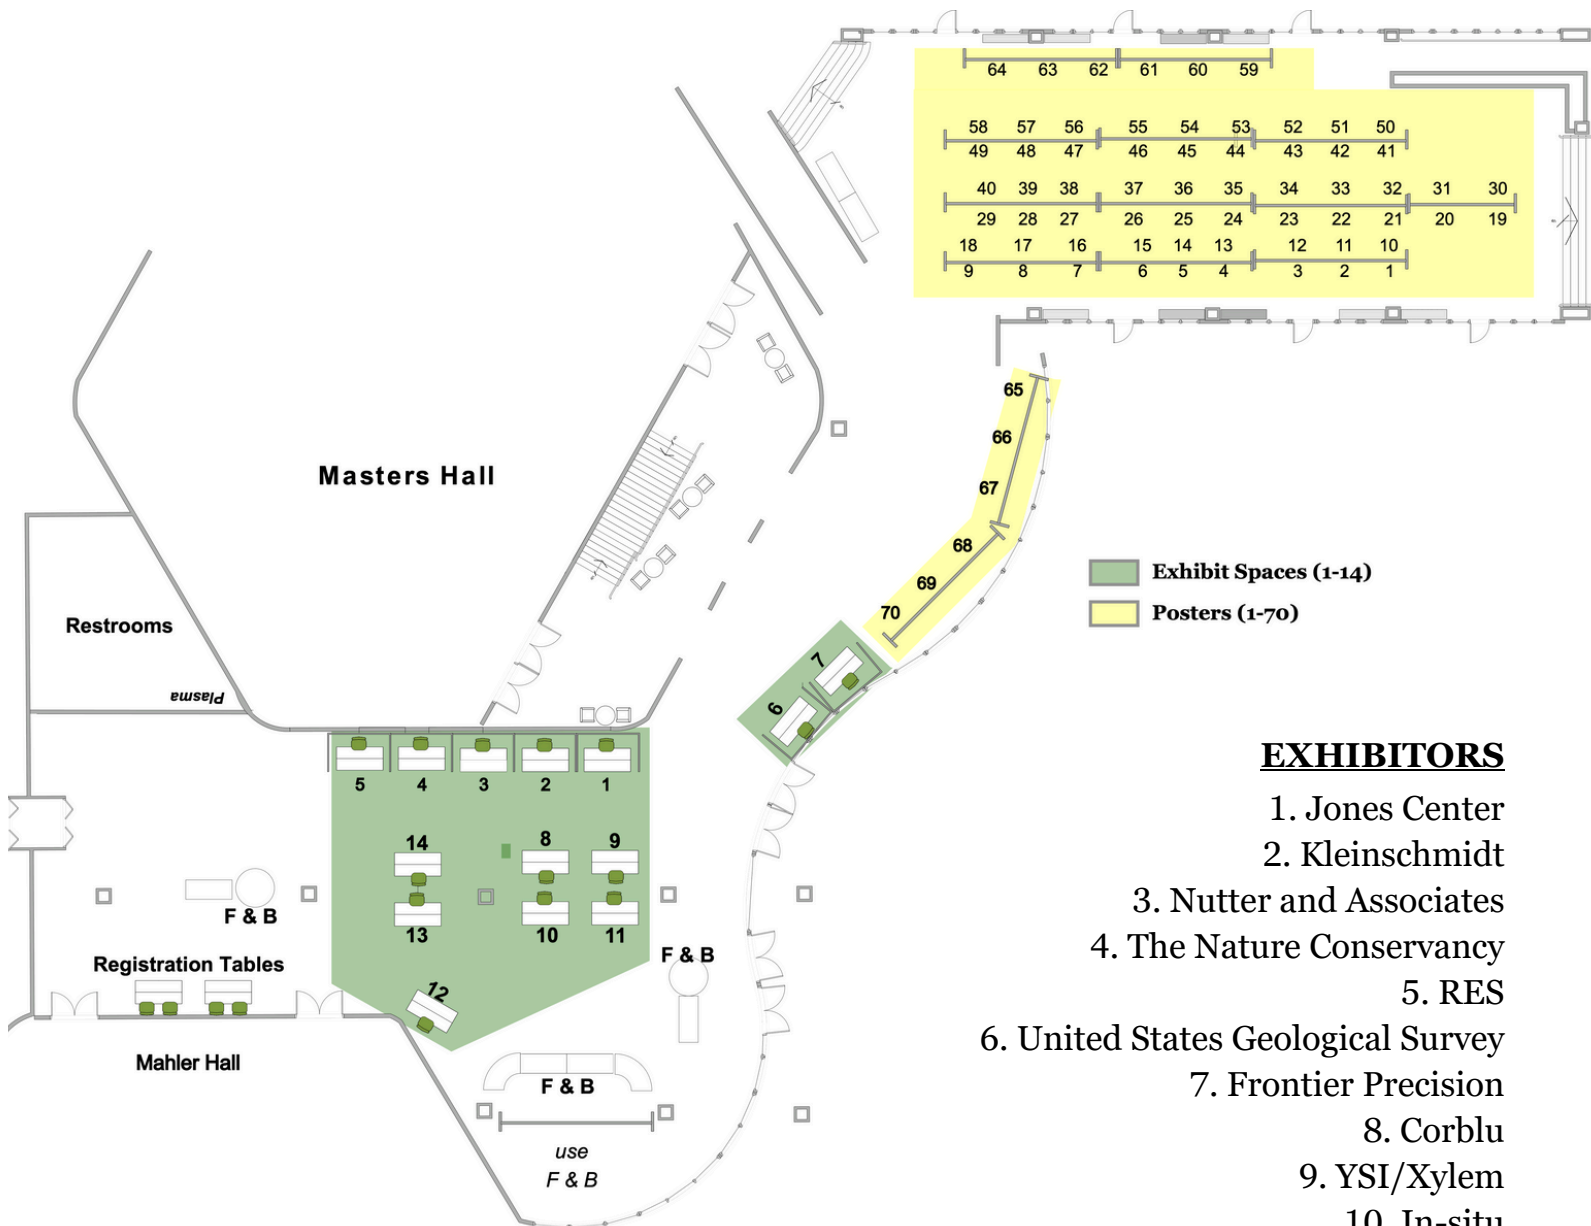 64 63 62 61 60 59
58 57 56 55 54 53 52 51 50
49 48 47 46 45 44 43 42 41
40 39 38 37 36 35 34 33 32 31 30
29 28 27 26 25 24 23 22 21 20 19
18 17 16 15 14 13 12 11 10
9 8 7 6 5 4 3 2 1
65
66
67
68
69
70
Masters Hall
Exhibit Spaces (1-14)
Posters (1-70)
Restrooms
Plasma
7
6
5 4 3 2 1
14 8 9
13 10 11
12
F & B
Registration Tables
F & B
Mahler Hall
F & B
use
F & B
EXHIBITORS
1. Jones Center
2. Kleinschmidt
3. Nutter and Associates
4. The Nature Conservancy
5. RES
6. United States Geological Survey
7. Frontier Precision
8. Corblu
9. YSI/Xylem
10. In-situ